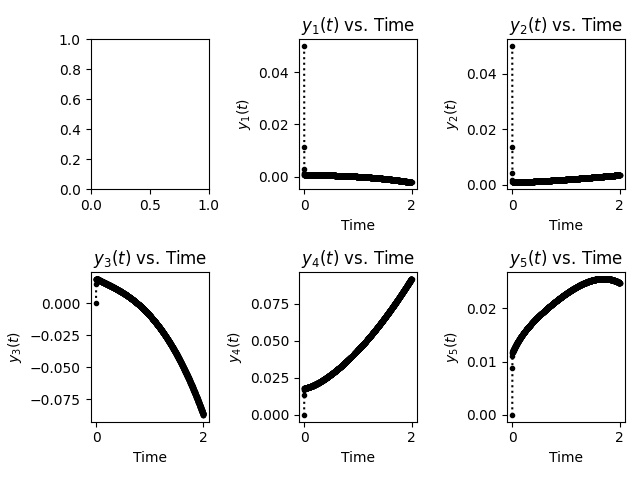 y₁(t) vs. Time
y₂(t) vs. Time
1.0
0.8
0.6
0.4
0.2
0.0
0.0 0.5 1.0
y₁(t)
0.04
0.02
0.00
0 2
Time
y₂(t)
0.04
0.02
0.00
0 2
Time
y₃(t) vs. Time
y₄(t) vs. Time
y₅(t) vs. Time
y₃(t)
0.000
−0.025
−0.050
−0.075
0 2
Time
y₄(t)
0.075
0.050
0.025
0.000
0 2
Time
y₅(t)
0.02
0.01
0.00
0 2
Time